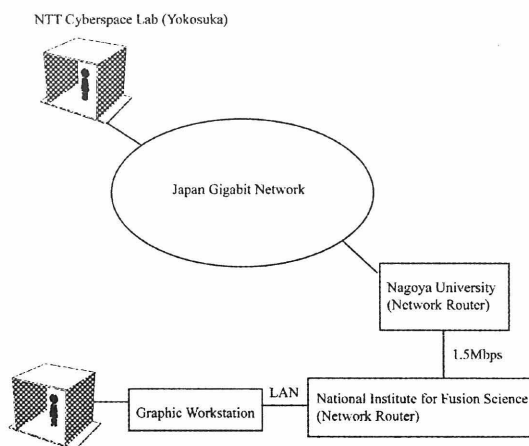 NTT Cyberspace Lab (Yokosuka)
Japan Gigabit Network
Nagoya University
(Network Router)
1.5Mbps
LAN
Graphic Workstation
National Institute for Fusion Science
(Network Router)